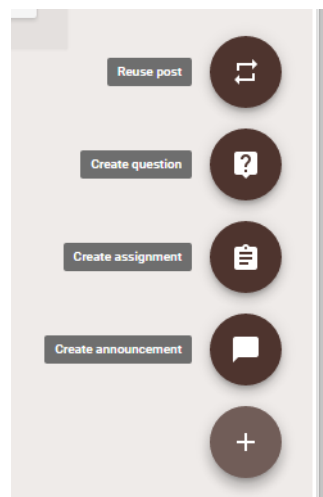 Reuse post
Create question
Create assignment
Create announcement